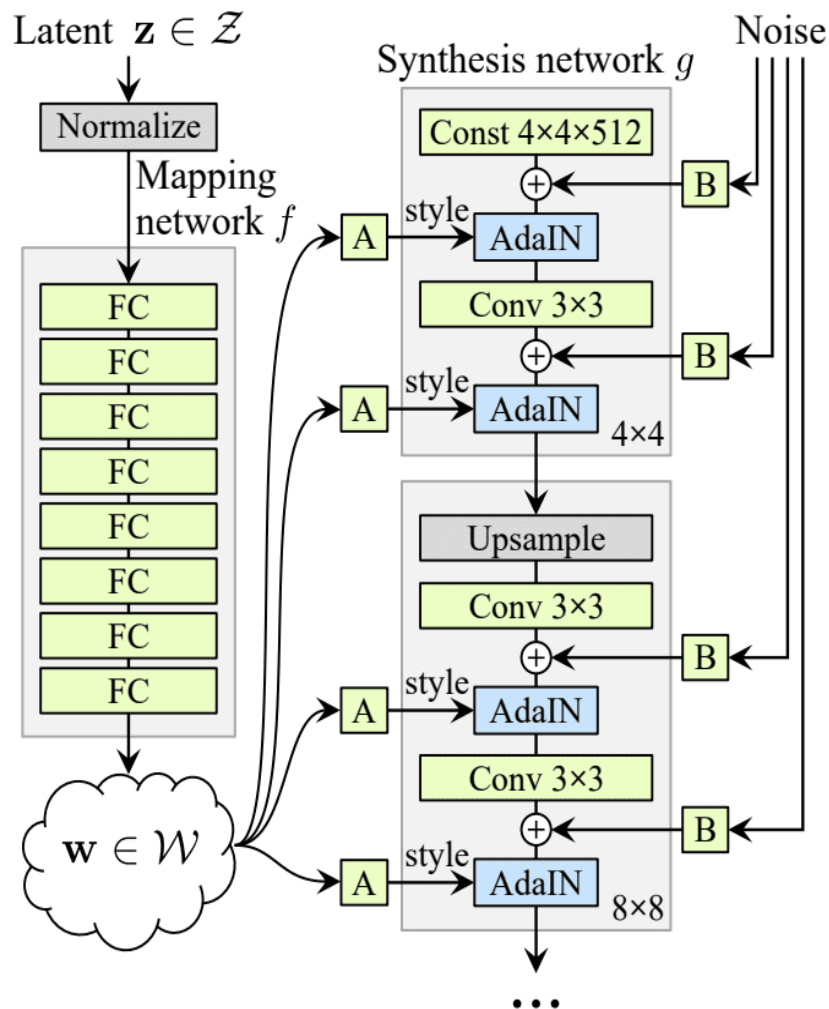 Latent z ∈ 𝒵
Normalize
Mapping
network f
FC
FC
FC
FC
FC
FC
FC
FC
w ∈ 𝒲
Synthesis network g
Noise
Const 4×4×512
+
B
A
style
AdaIN
Conv 3×3
+
B
A
style
AdaIN
4×4
Upsample
Conv 3×3
+
B
A
style
AdaIN
Conv 3×3
+
B
A
style
AdaIN
8×8
...